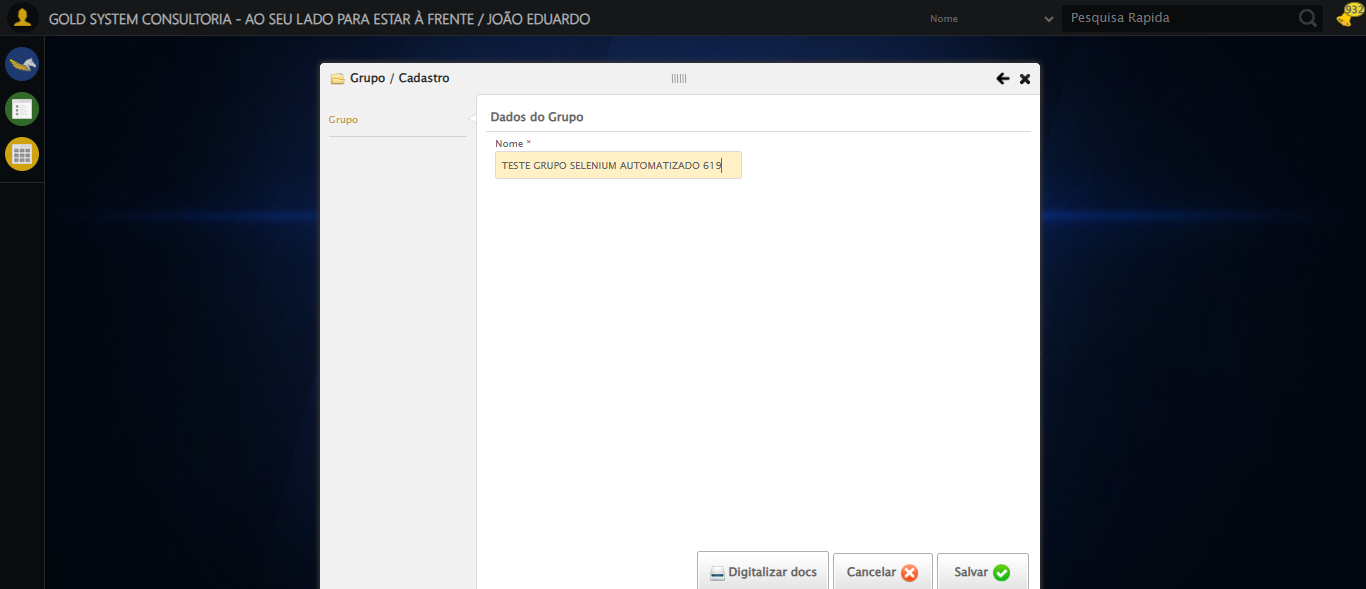 GOLD SYSTEM CONSULTORIA - AO SEU LADO PARA ESTAR À FRENTE / JOÃO EDUARDO
Nome
Pesquisa Rapida
932
Grupo / Cadastro
Grupo
Dados do Grupo
Nome *
TESTE GRUPO SELENIUM AUTOMATIZADO 619
Digitalizar docs
Cancelar
Salvar